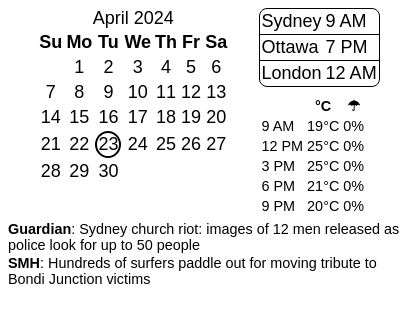 April 2024
Su Mo Tu We Th Fr Sa
1 2 3 4 5 6
7 8 9 10 11 12 13
14 15 16 17 18 19 20
21 22 23 24 25 26 27
28 29 30
Sydney 9 AM
Ottawa 7 PM
London 12 AM
°C ☂
9 AM 19°C 0%
12 PM 25°C 0%
3 PM 25°C 0%
6 PM 21°C 0%
9 PM 20°C 0%
Guardian: Sydney church riot: images of 12 men released as
police look for up to 50 people
SMH: Hundreds of surfers paddle out for moving tribute to
Bondi Junction victims